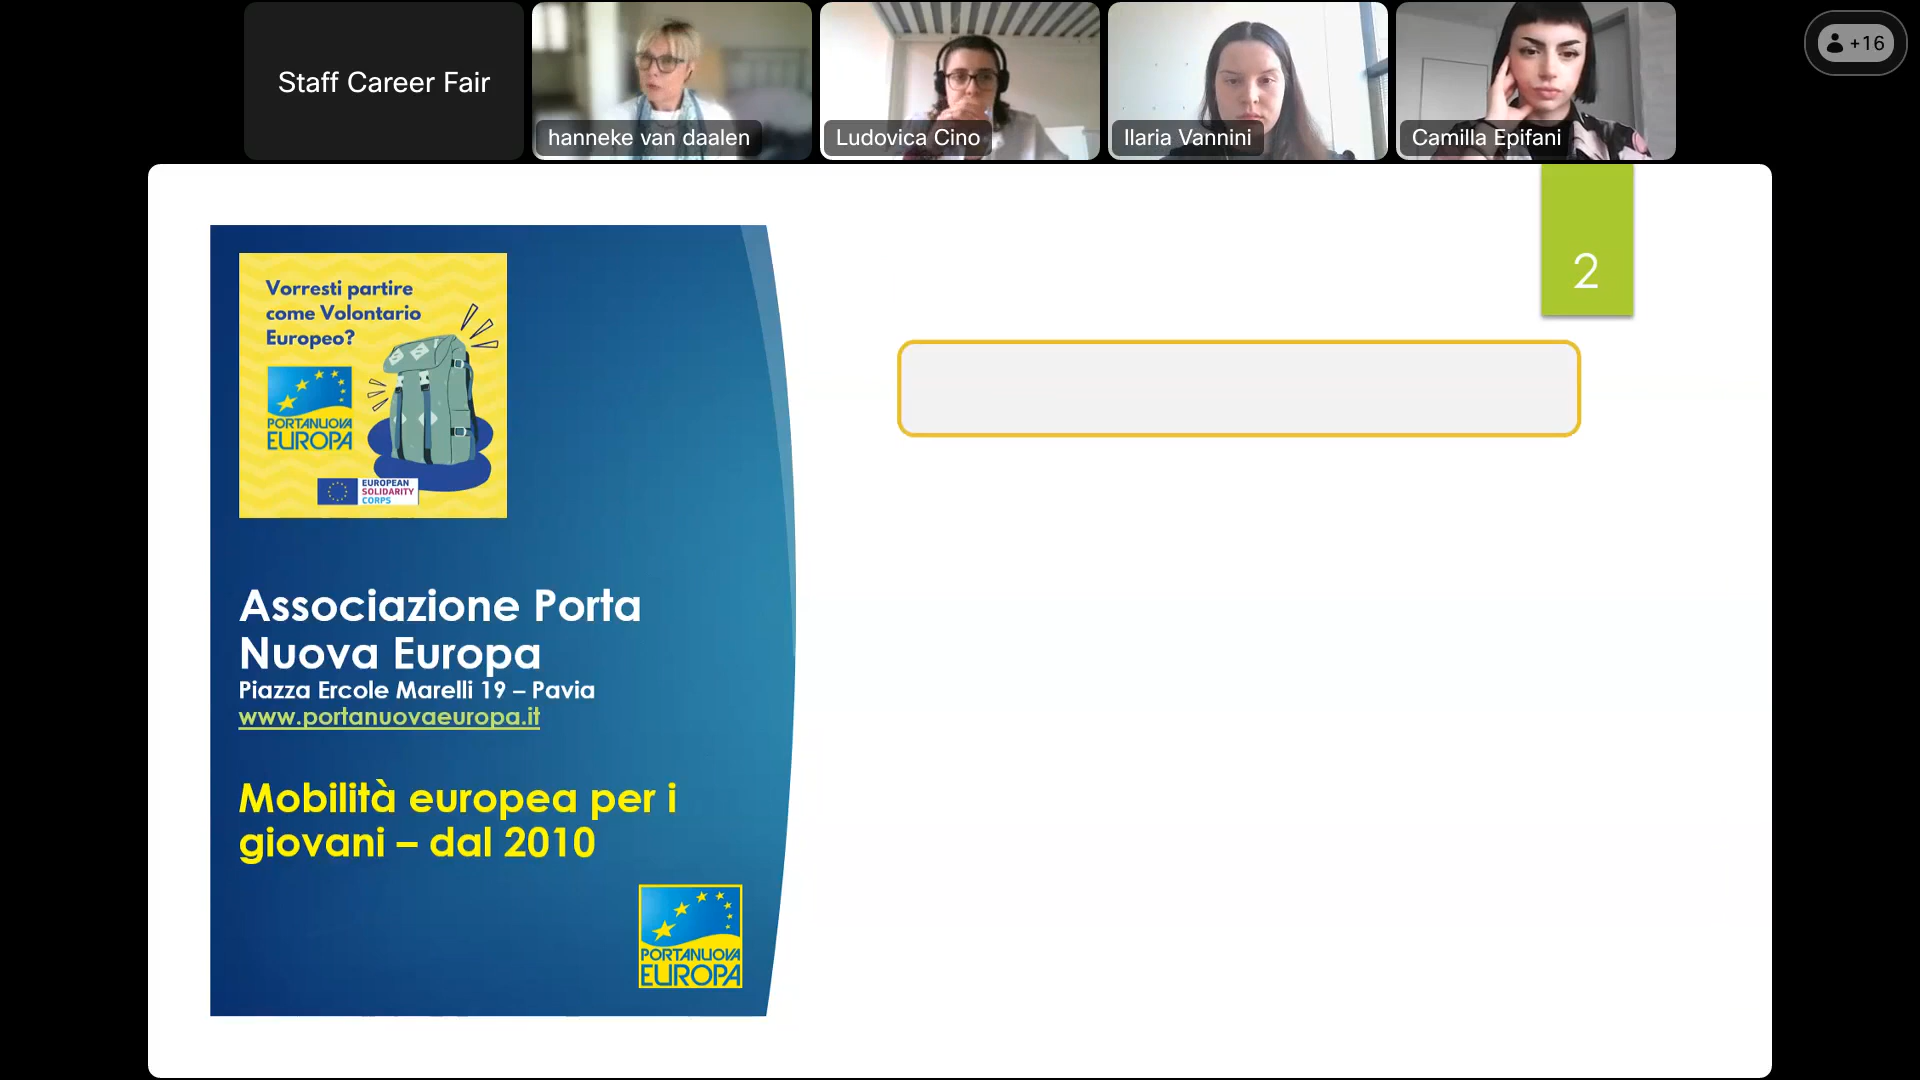 Staff Career Fair
hanneke van daalen
Ludovica Cino
Ilaria Vannini
Camilla Epifani
+16
2
Vorresti partire
come Volontario
Europeo?
PORTANUOVA
EUROPA
EUROPEAN
SOLIDARITY
CORPS
Associazione Porta
Nuova Europa
Piazza Ercole Marelli 19 – Pavia
www.portanuovaeuropa.it
Mobilità europea per i
giovani – dal 2010
PORTANUOVA
EUROPA